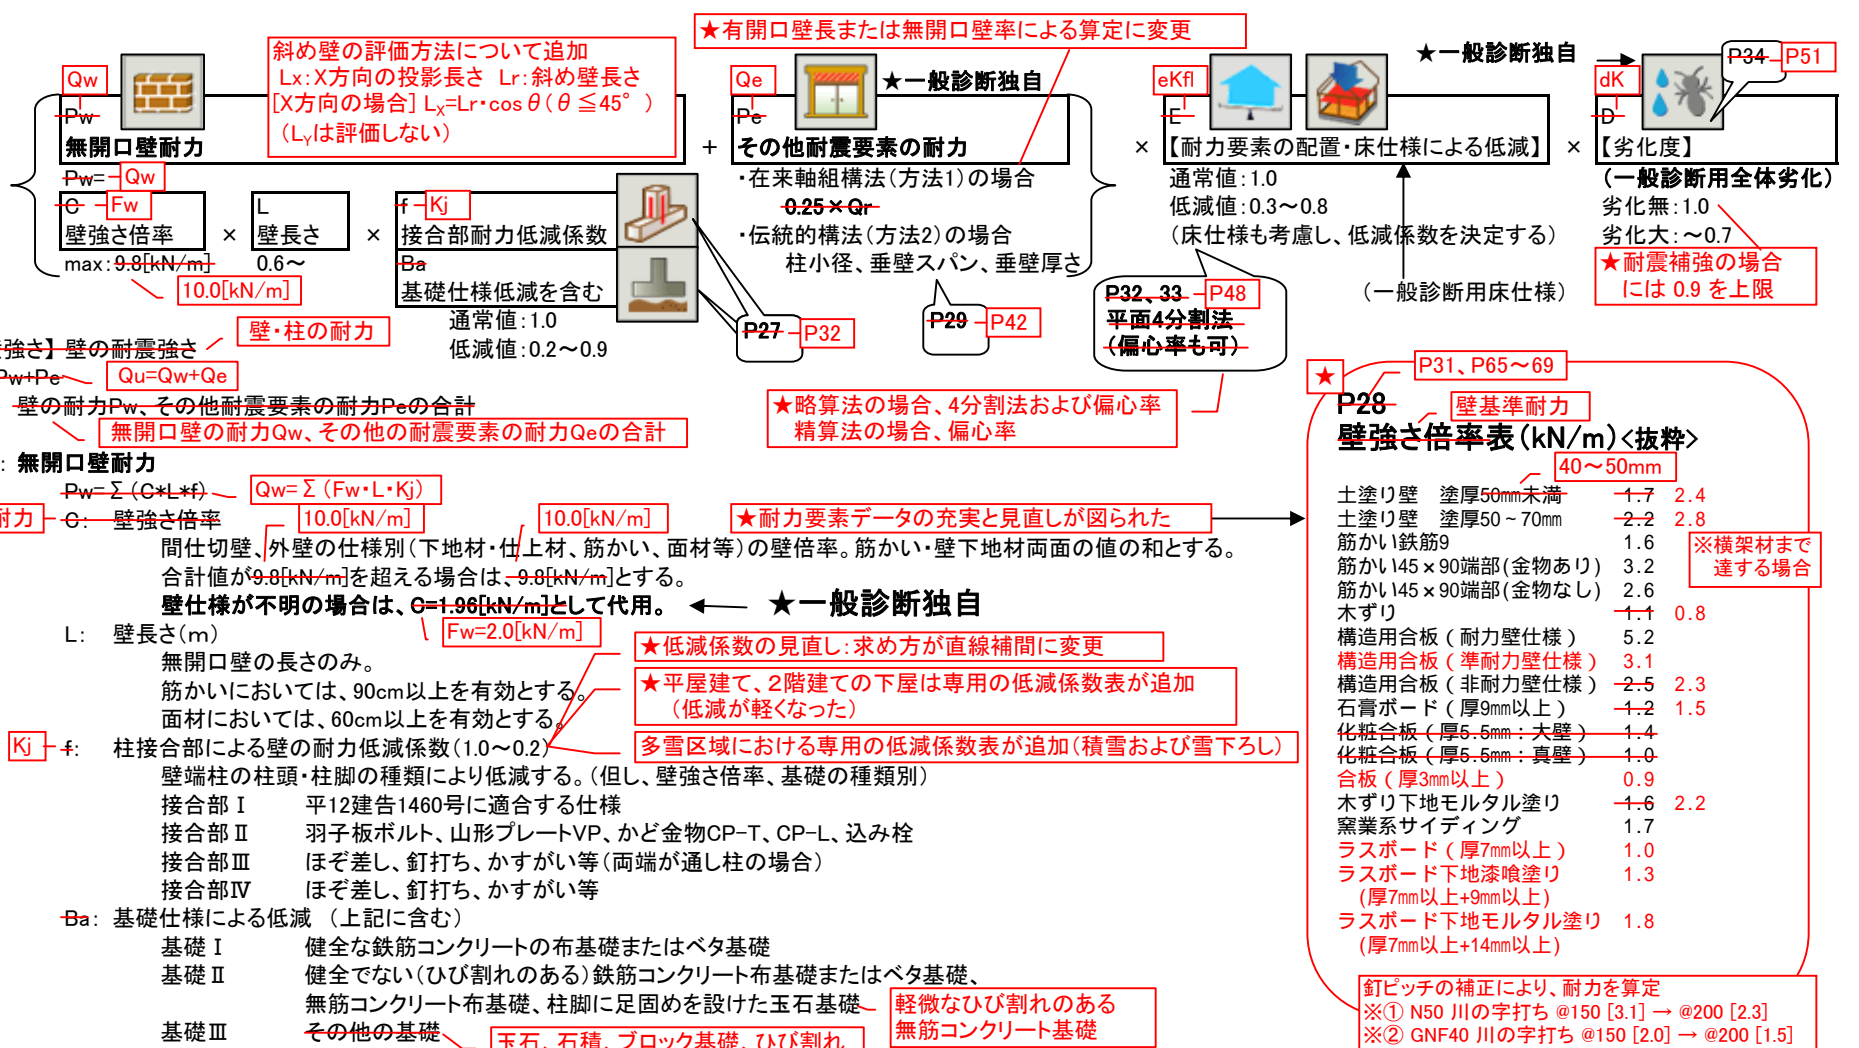 ★有開口壁長または無開口壁率による算定に変更
斜め壁の評価方法について追加
Lx:X方向の投影長さ Lr:斜め壁長さ
[X方向の場合] LX=Lr・cosθ(θ≦45°)
(LYは評価しない)
Qw
Pw
無開口壁耐力
+
Qe
★一般診断独自
Pe
その他耐震要素の耐力
×
eKfl
E
【耐力要素の配置・床仕様による低減】
×
★一般診断独自
dK
D
【劣化度】
P34
P51
Pw=
Qw
C
Fw
壁強さ倍率
×
L
壁長さ
×
f
Kj
接合部耐力低減係数
max:9.8[kN/m]
0.6~
10.0[kN/m]
Ba
基礎仕様低減を含む
通常値:1.0
低減値:0.2~0.9
P27
P32
・在来軸組構法(方法1)の場合
0.25×Qr
・伝統的構法(方法2)の場合
柱小径、垂壁スパン、垂壁厚さ
P29
P42
通常値:1.0
低減値:0.3~0.8
(床仕様も考慮し、低減係数を決定する)
P32、33
P48
平面4分割法
(偏心率も可)
(一般診断用床仕様)
(一般診断用全体劣化)
劣化無:1.0
劣化大:~0.7
★耐震補強の場合
には 0.9 を上限
壁・柱の耐力
強さ】壁の耐震強さ
Pw+Pe
Qu=Qw+Qe
壁の耐力Pw、その他耐震要素の耐力Peの合計
無開口壁の耐力Qw、その他の耐震要素の耐力Qeの合計
★略算法の場合、4分割法および偏心率
精算法の場合、偏心率
: 無開口壁耐力
Pw=Σ(C*L*f)
Qw=Σ(Fw・L・Kj)
耐力
C: 壁強さ倍率
10.0[kN/m]
10.0[kN/m]
★耐力要素データの充実と見直しが図られた
間仕切壁、外壁の仕様別(下地材・仕上材、筋かい、面材等)の壁倍率。筋かい・壁下地材両面の値の和とする。
合計値が9.8[kN/m]を超える場合は、9.8[kN/m]とする。
壁仕様が不明の場合は、C=1.96[kN/m]として代用。
★一般診断独自
Fw=2.0[kN/m]
L: 壁長さ(m)
無開口壁の長さのみ。
筋かいにおいては、90cm以上を有効とする。
面材においては、60cm以上を有効とする。
★低減係数の見直し:求め方が直線補間に変更
★平屋建て、2階建ての下屋は専用の低減係数表が追加
(低減が軽くなった)
多雪区域における専用の低減係数表が追加(積雪および雪下ろし)
Kj
f: 柱接合部による壁の耐力低減係数(1.0~0.2)
壁端柱の柱頭・柱脚の種類により低減する。(但し、壁強さ倍率、基礎の種類別)
接合部Ⅰ 平12建告1460号に適合する仕様
接合部Ⅱ 羽子板ボルト、山形プレートVP、かど金物CP-T、CP-L、込み栓
接合部Ⅲ ほぞ差し、釘打ち、かすがい等(両端が通し柱の場合)
接合部Ⅳ ほぞ差し、釘打ち、かすがい等
Ba: 基礎仕様による低減 (上記に含む)
基礎Ⅰ 健全な鉄筋コンクリートの布基礎またはベタ基礎
基礎Ⅱ 健全でない(ひび割れのある)鉄筋コンクリート布基礎またはベタ基礎、
無筋コンクリート布基礎、柱脚に足固めを設けた玉石基礎
軽微なひび割れのある
無筋コンクリート基礎
基礎Ⅲ その他の基礎
玉石、石積、ブロック基礎、ひび割れ
★
P31、P65~69
P28
壁基準耐力
壁強さ倍率表(kN/m)<抜粋>
40~50mm
土塗り壁 塗厚50mm未満 1.7 2.4
土塗り壁 塗厚50~70mm 2.2 2.8
筋かい鉄筋9 1.6
※横架材まで
達する場合
筋かい45×90端部(金物あり) 3.2
筋かい45×90端部(金物なし) 2.6
木ずり 1.1 0.8
構造用合板(耐力壁仕様) 5.2
構造用合板(準耐力壁仕様) 3.1
構造用合板(非耐力壁仕様) 2.5 2.3
石膏ボード(厚9mm以上) 1.2 1.5
化粧合板(厚5.5mm:大壁) 1.4
化粧合板(厚5.5mm:真壁) 1.0
合板(厚3mm以上) 0.9
木ずり下地モルタル塗り 1.6 2.2
窯業系サイディング 1.7
ラスボード(厚7mm以上) 1.0
ラスボード下地漆喰塗り 1.3
(厚7mm以上+9mm以上)
ラスボード下地モルタル塗り 1.8
(厚7mm以上+14mm以上)
釘ピッチの補正により、耐力を算定
※① N50 川の字打ち @150 [3.1] → @200 [2.3]
※② GNF40 川の字打ち @150 [2.0] → @200 [1.5]